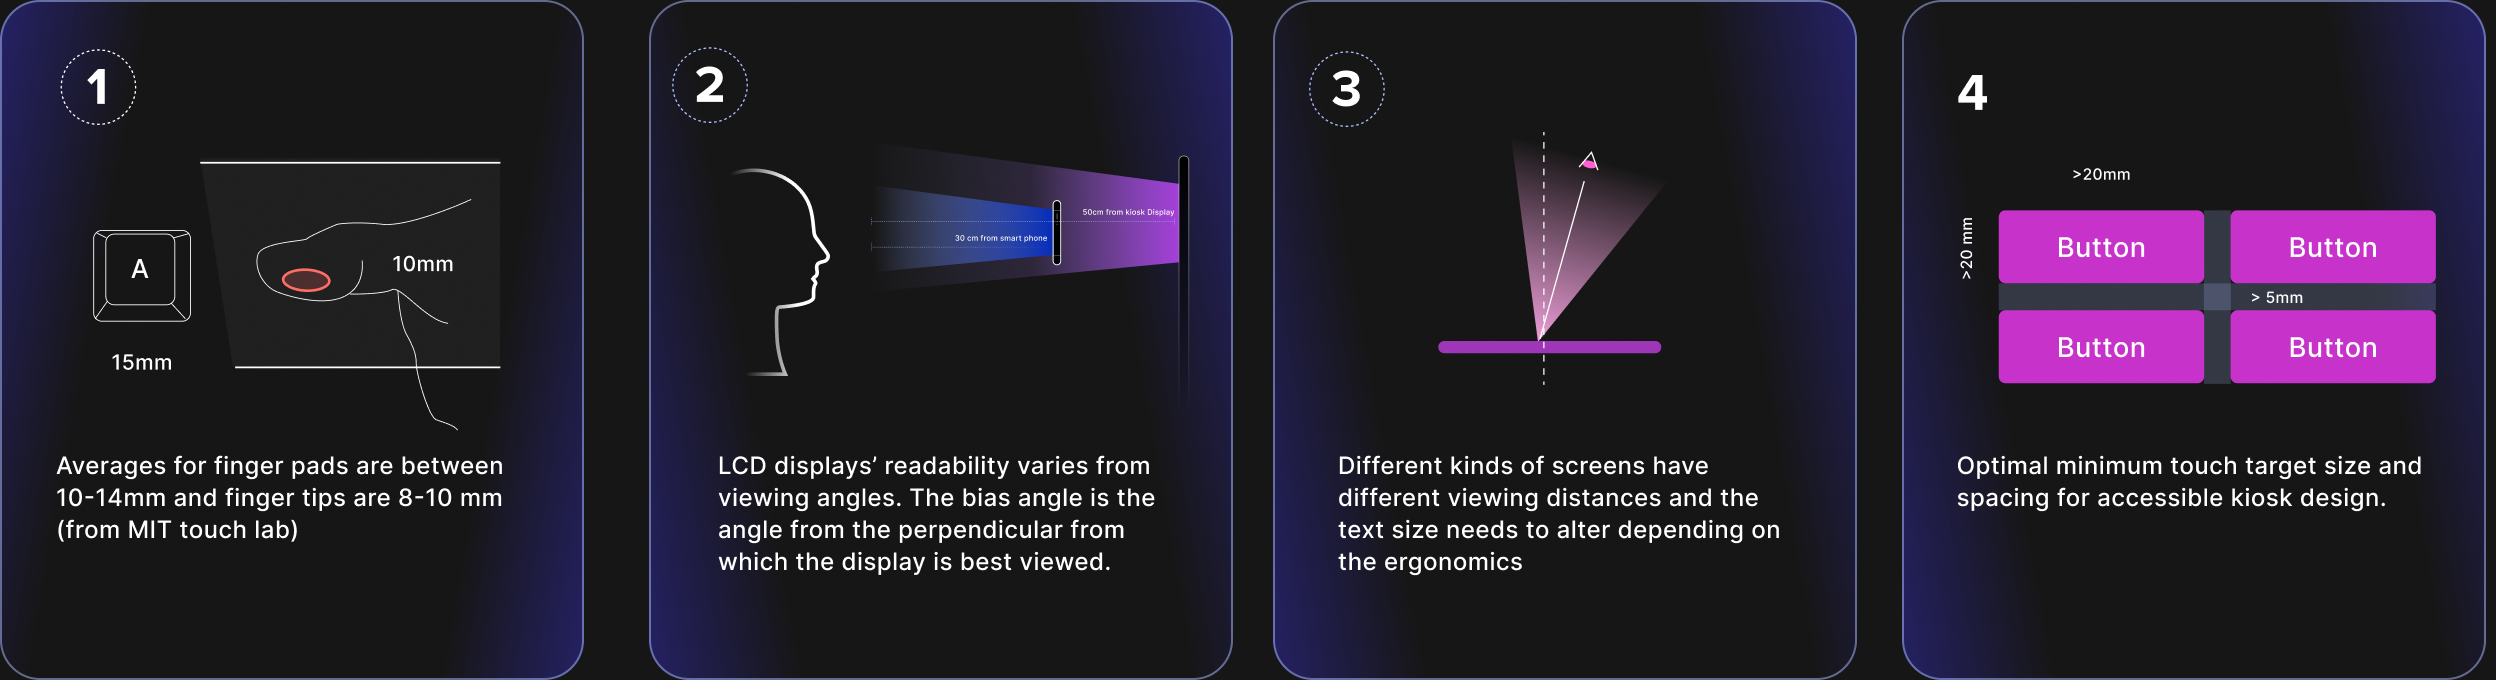 1
A
10mm
15mm
Averages for finger pads are between
10-14mm and finger tips are 8-10 mm
(from MIT touch lab)
2
50cm from kiosk Display
30 cm from smart phone
LCD displays’ readability varies from
viewing angles. The bias angle is the
angle from the perpendicular from
which the display is best viewed.
3
Different kinds of screens have
different viewing distances and the
text size needs to alter depending on
the ergonomics
4
>20mm
>20 mm
Button
Button
> 5mm
Button
Button
Optimal minimum touch target size and
spacing for accessible kiosk design.